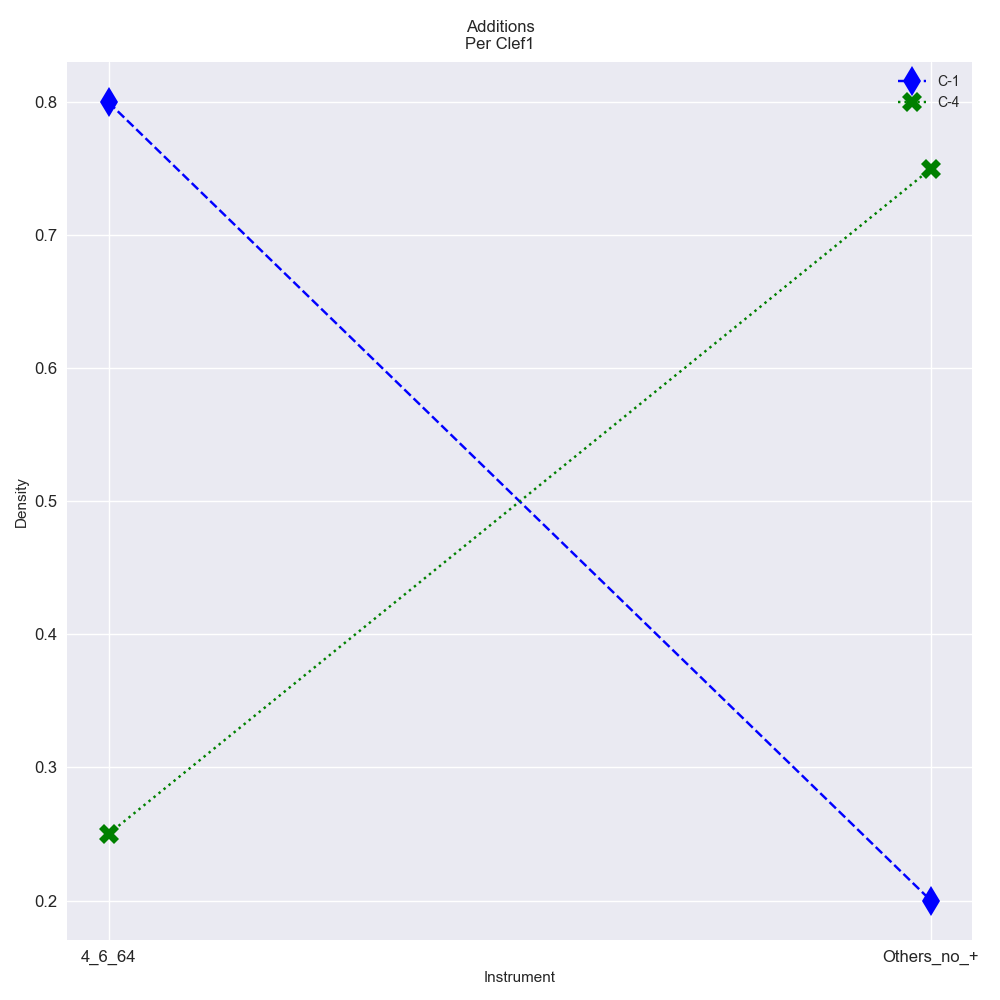 Additions
Per Clef1
C-1
C-4
0.8
0.7
0.6
0.5
0.4
0.3
0.2
Density
4_6_64
Others_no_+
Instrument